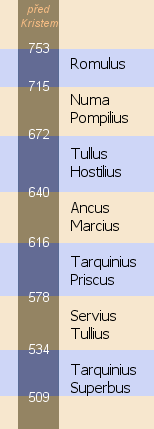 před
Kristem
753
Romulus
715
Numa
Pompilius
672
Tullus
Hostilius
640
Ancus
Marcius
616
Tarquinius
Priscus
578
Servius
Tullius
534
Tarquinius
Superbus
509